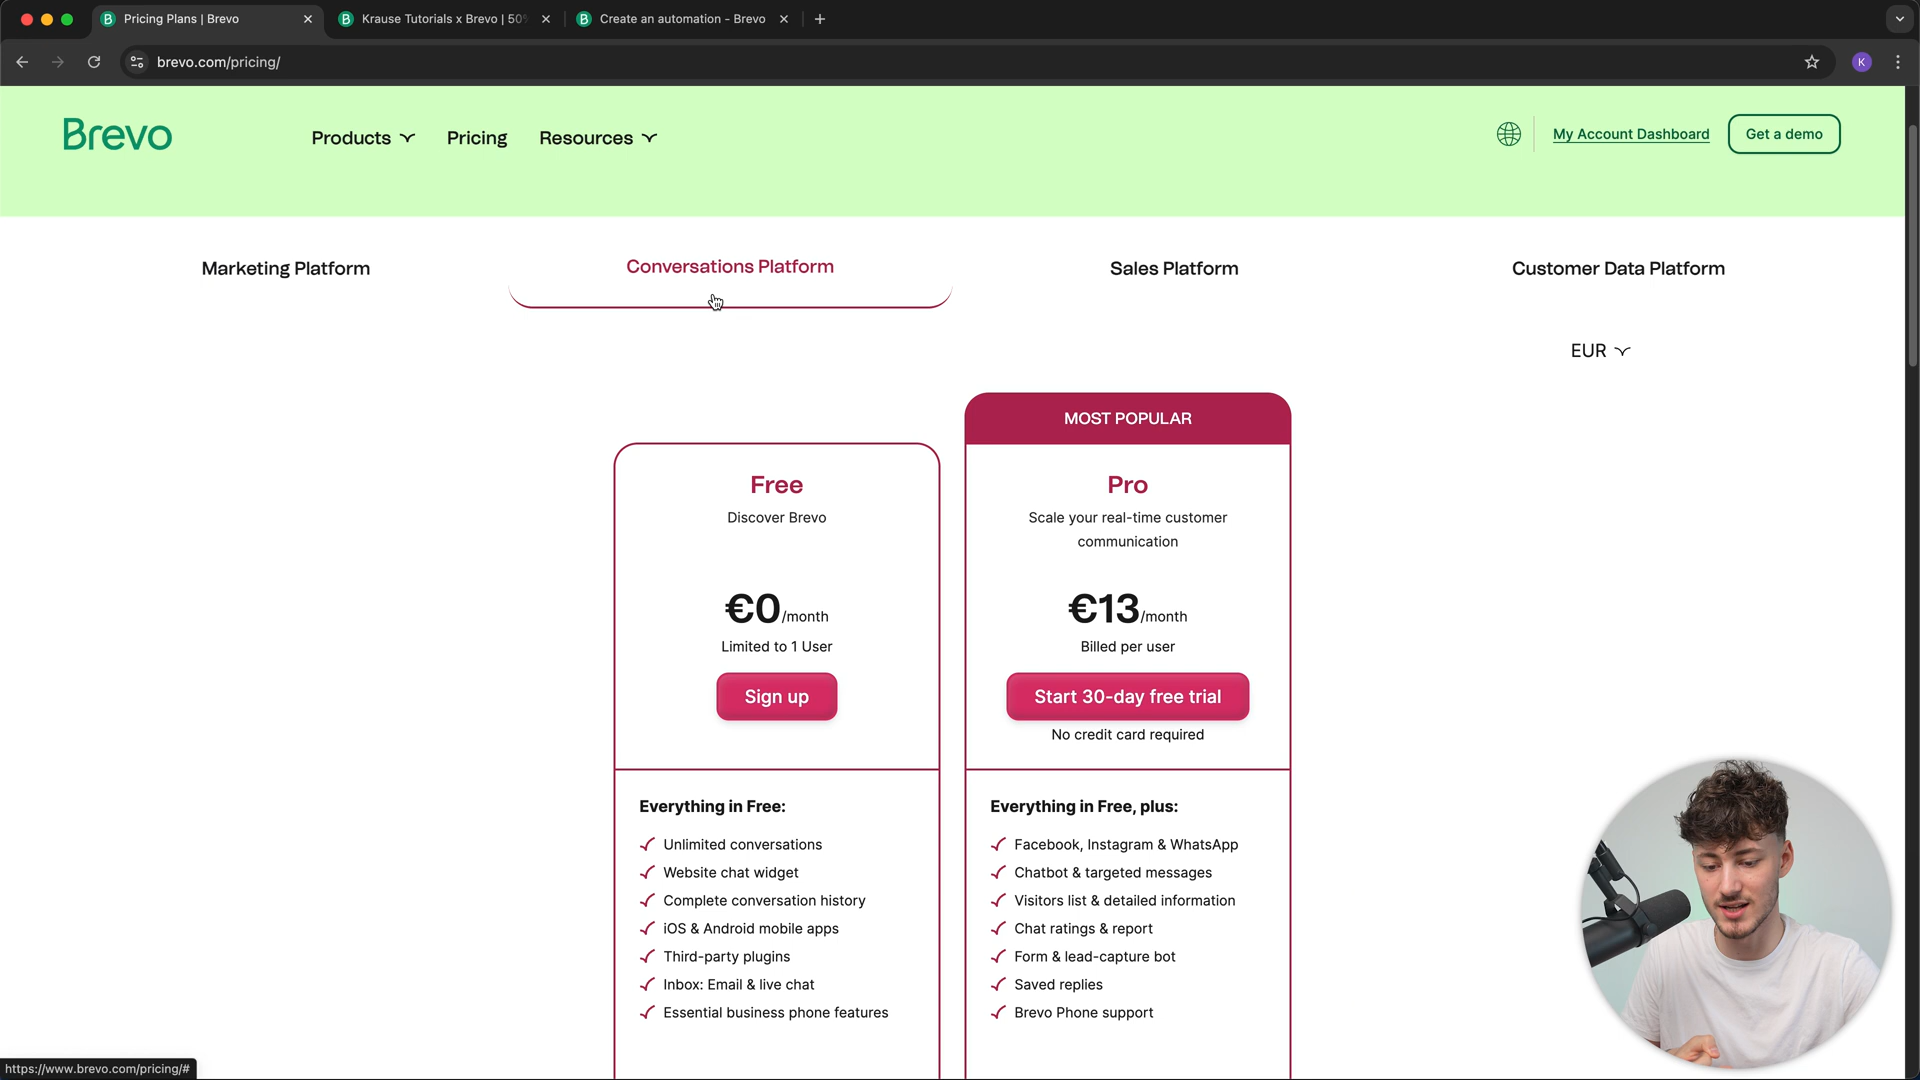 Pricing Plans | Brevo
Krause Tutorials x Brevo | 50%
Create an automation - Brevo
brevo.com/pricing/
K
Brevo
Products
Pricing
Resources
My Account Dashboard
Get a demo
Marketing Platform
Conversations Platform
Sales Platform
Customer Data Platform
EUR
MOST POPULAR
Free
Discover Brevo
€0/month
Limited to 1 User
Sign up
Pro
Scale your real-time customer
communication
€13/month
Billed per user
Start 30-day free trial
No credit card required
Everything in Free:
Unlimited conversations
Website chat widget
Complete conversation history
iOS & Android mobile apps
Third-party plugins
Inbox: Email & live chat
Essential business phone features
Everything in Free, plus:
Facebook, Instagram & WhatsApp
Chatbot & targeted messages
Visitors list & detailed information
Chat ratings & report
Form & lead-capture bot
Saved replies
Brevo Phone support
https://www.brevo.com/pricing/#